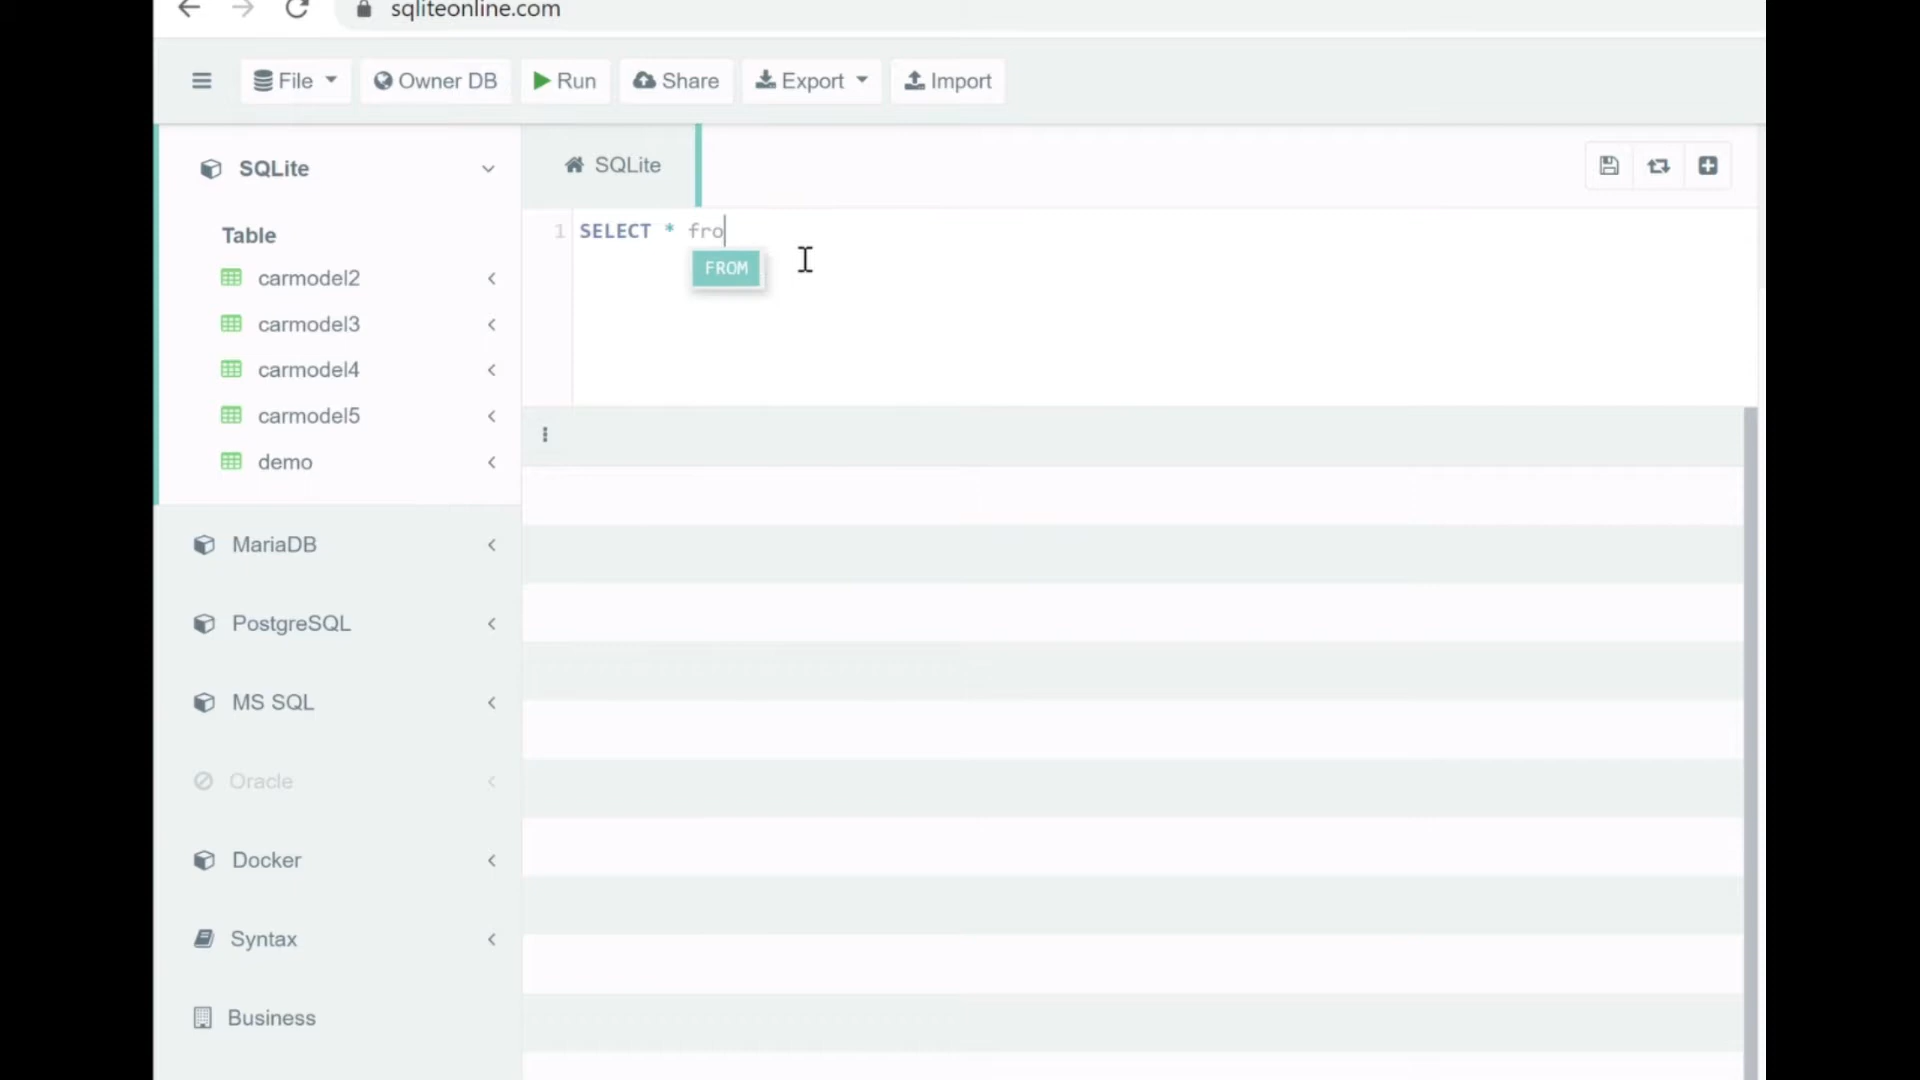 sqliteonline.com
File Owner DB Run Share Export Import
SQLite
Table
carmodel2
carmodel3
carmodel4
carmodel5
demo
MariaDB
PostgreSQL
MS SQL
Oracle
Docker
Syntax
Business
SQLite
1 SELECT * fro
FROM